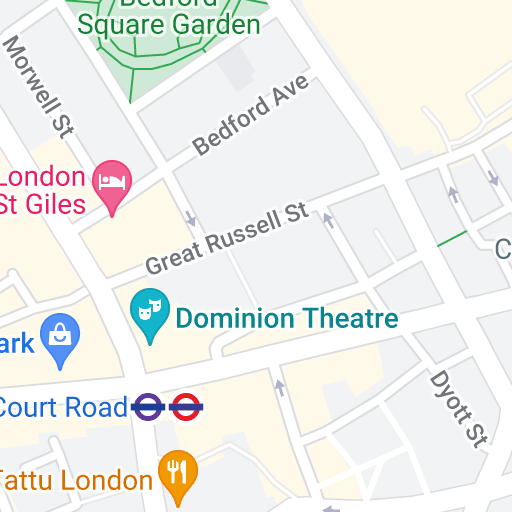 Bedford
Square Garden
Morwell St
Bedford Ave
London
St Giles
Great Russell St
Dominion Theatre
ark
Court Road
Dyott St
Tattu London
C